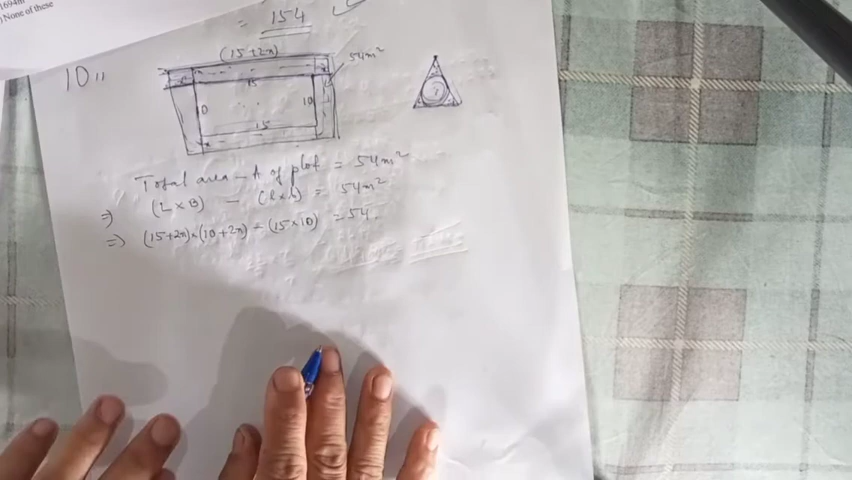 1694m
) None of these
= 154
10,,
(15+2x)
54m²
15
10
10
15
Total area - A of plot = 54m²
⇒ (L×B) - (l×b) = 54m²
⇒ (15+2x)×(10+2x) - (15×10) = 54